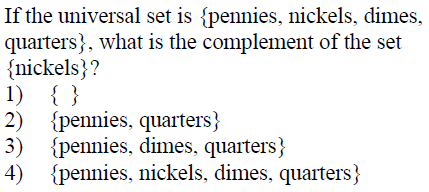 If the universal set is {pennies, nickels, dimes,
quarters}, what is the complement of the set
{nickels}?
1) { }
2) {pennies, quarters}
3) {pennies, dimes, quarters}
4) {pennies, nickels, dimes, quarters}